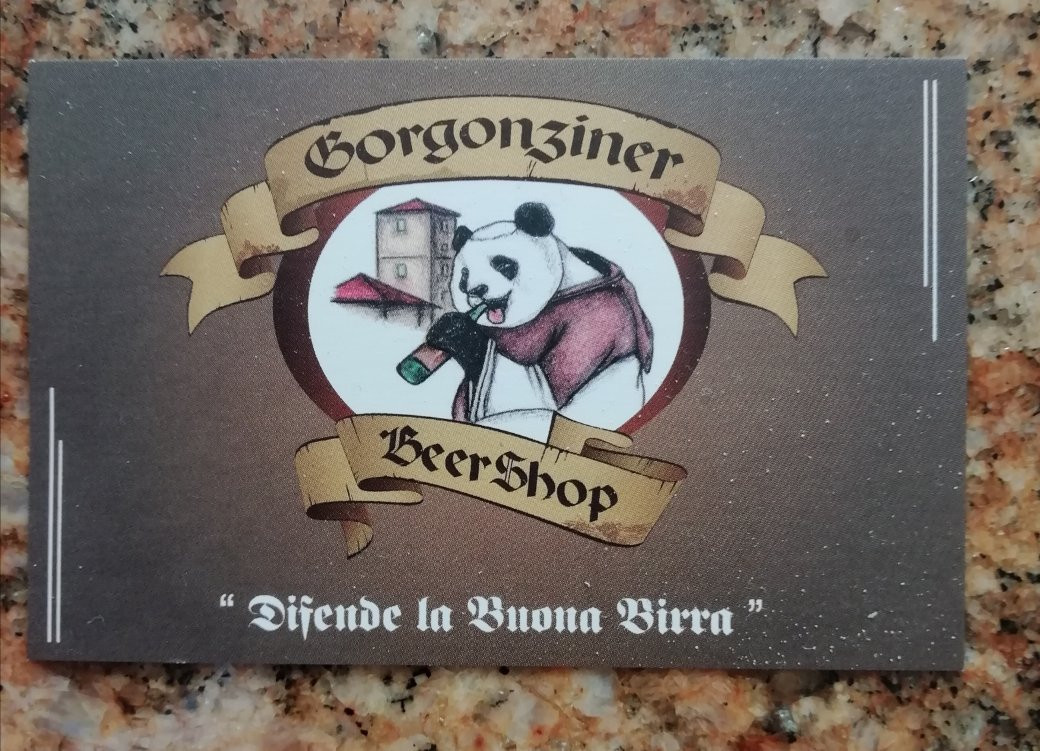 Gorgonziner
BeerShop
“ Difende la Buona Birra ”